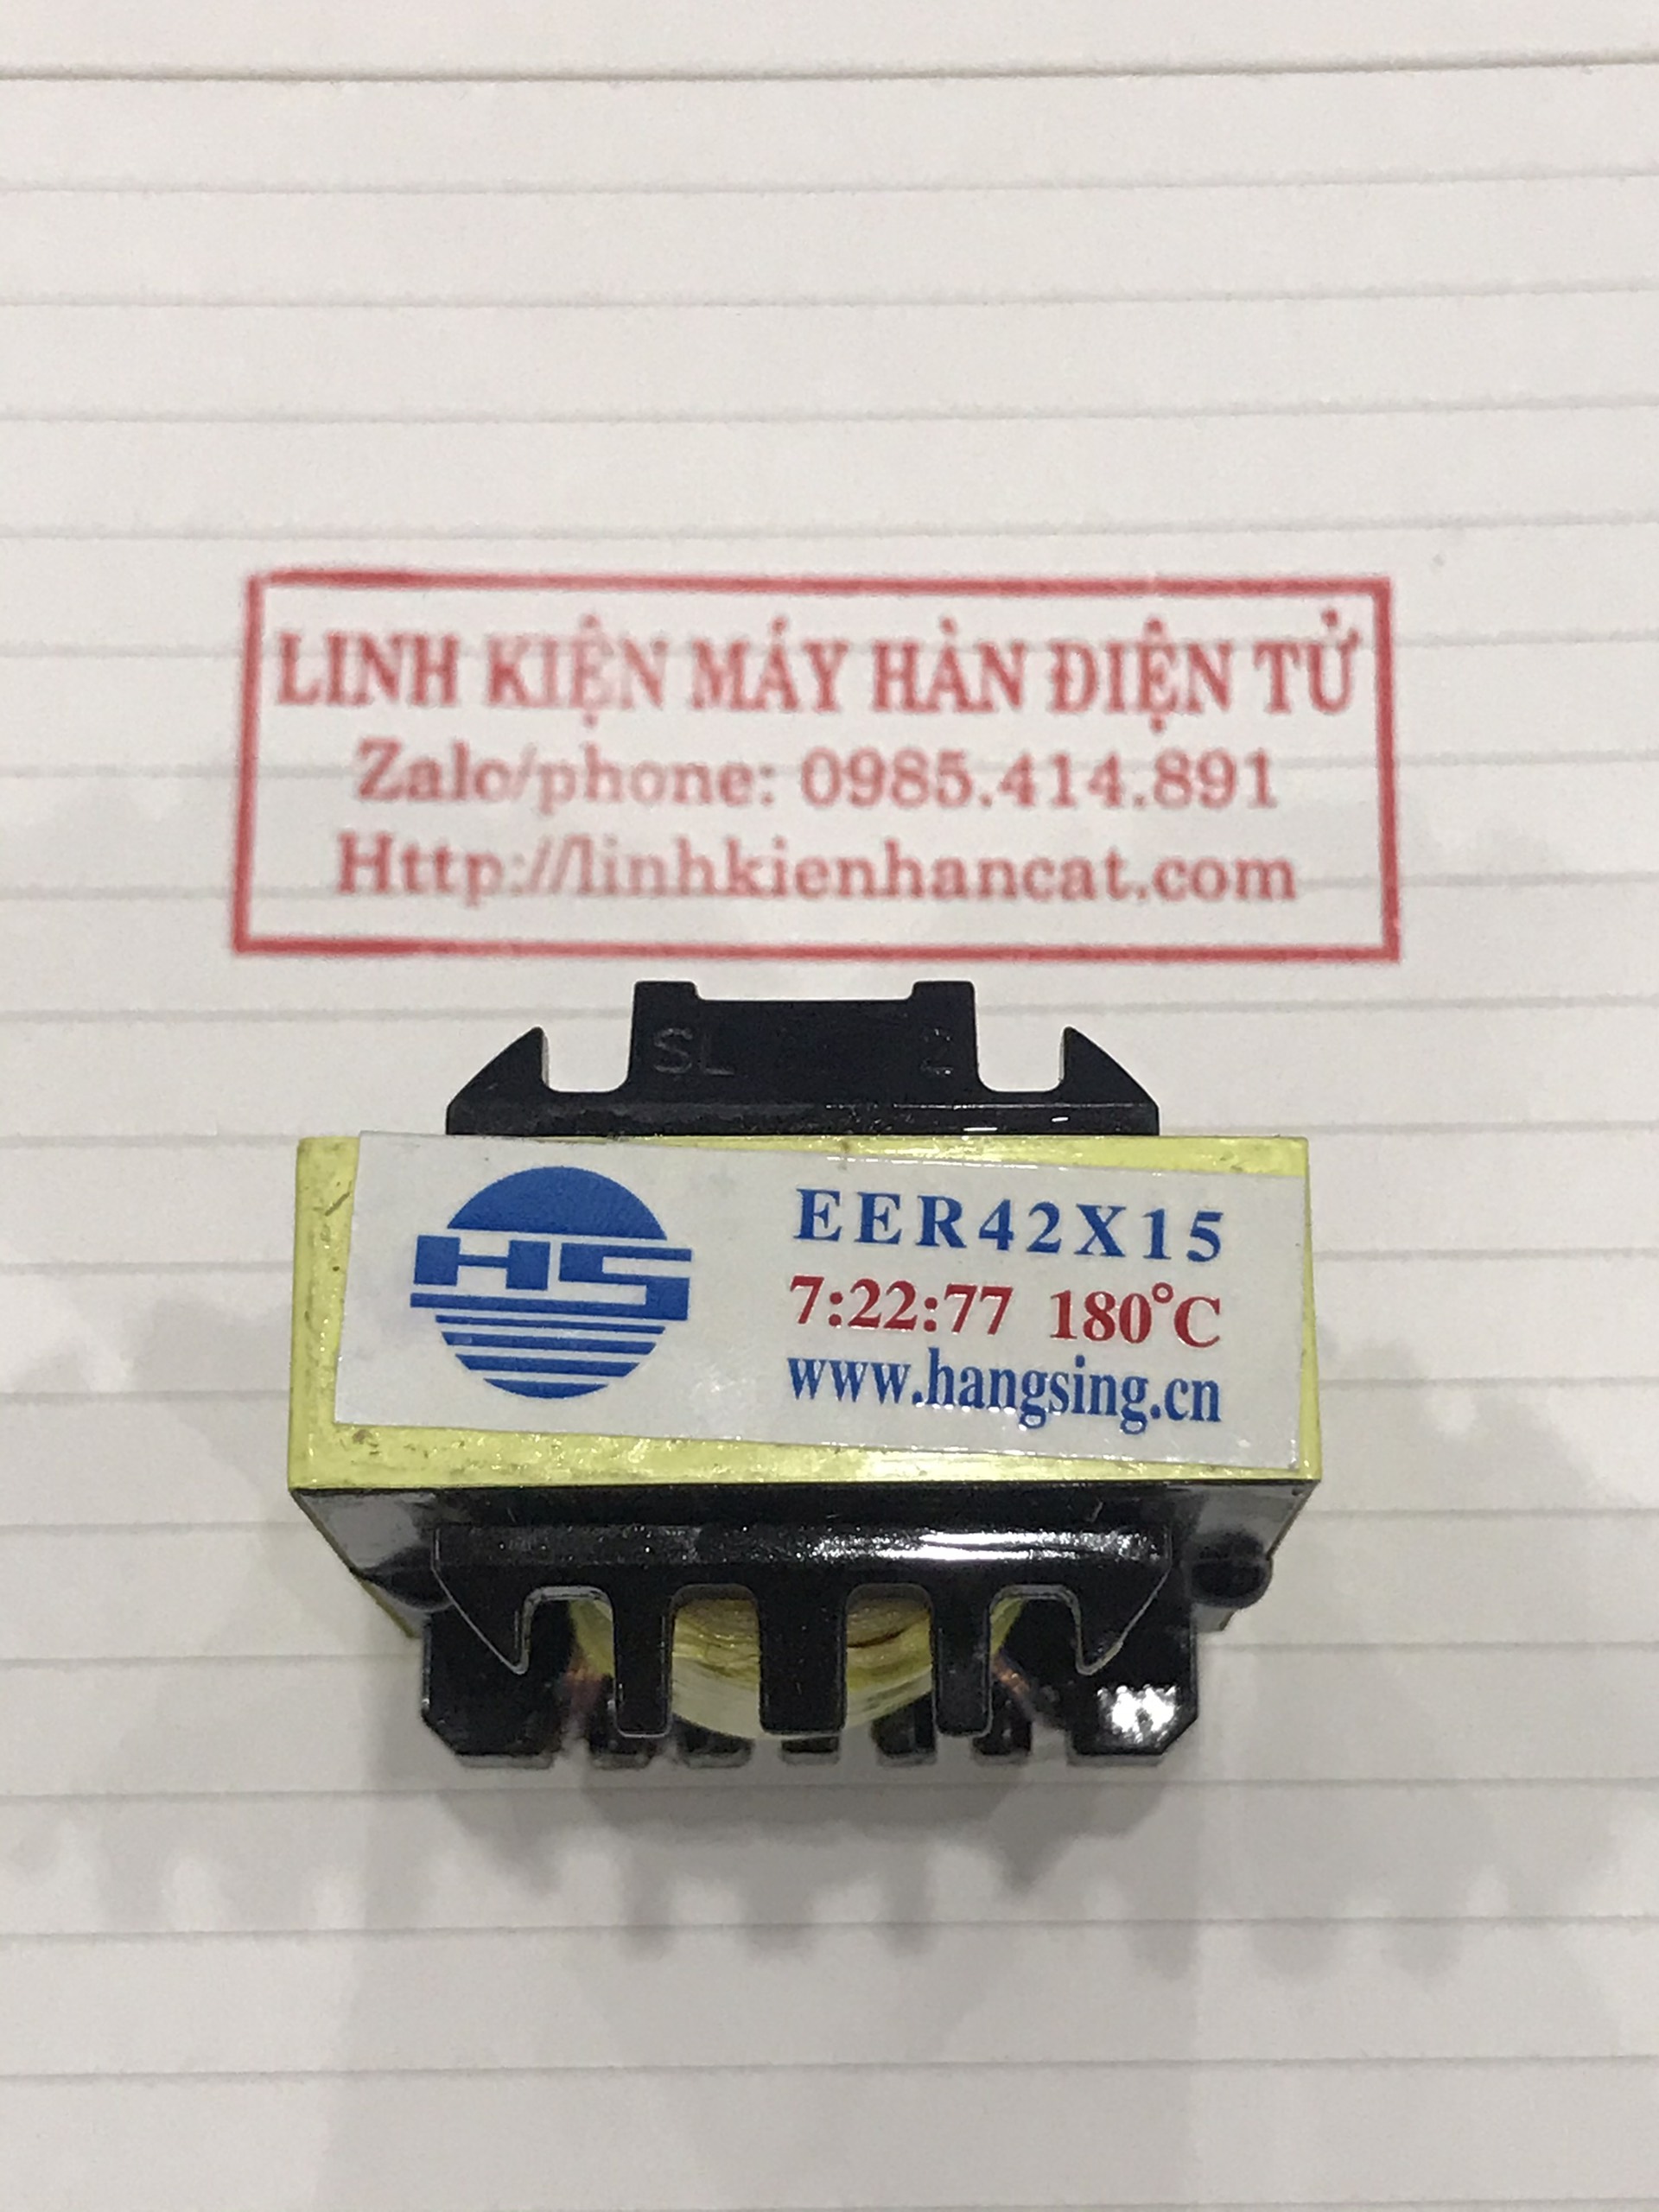 LINH KIỆN MÁY HÀN ĐIỆN TỬ
Zalo/phone: 0985.414.891
Http://linhkienhancat.com
SL 2
HS
EER42X15
7:22:77 180°C
www.hangsing.cn